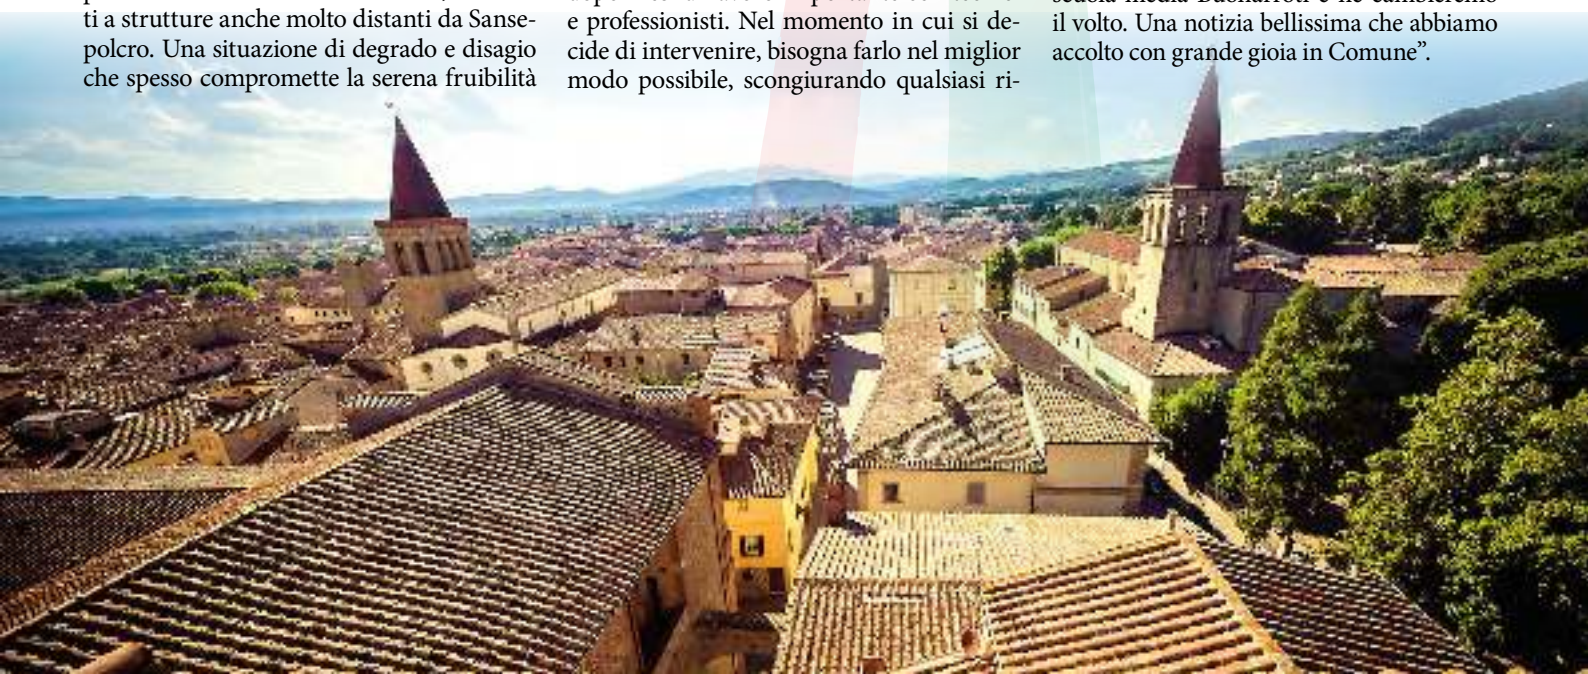 ti a strutture anche molto distanti da Sanse-
polcro. Una situazione di degrado e disagio
che spesso compromette la serena fruibilità
e professionisti. Nel momento in cui si de-
cide di intervenire, bisogna farlo nel miglior
modo possibile, scongiurando qualsiasi ri-
il volto. Una notizia bellissima che abbiamo
accolto con grande gioia in Comune”.